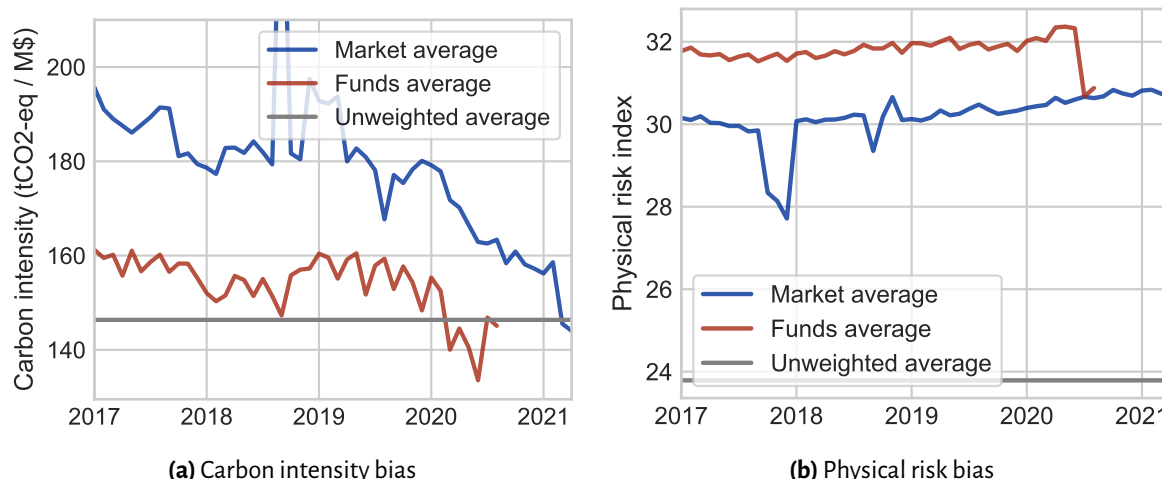 Carbon intensity (tCO2-eq / M$)
200
180
160
140
2017
2018
2019
2020
2021
Market average
Funds average
Unweighted average
(a) Carbon intensity bias
Physical risk index
32
30
28
26
24
2017
2018
2019
2020
2021
Market average
Funds average
Unweighted average
(b) Physical risk bias